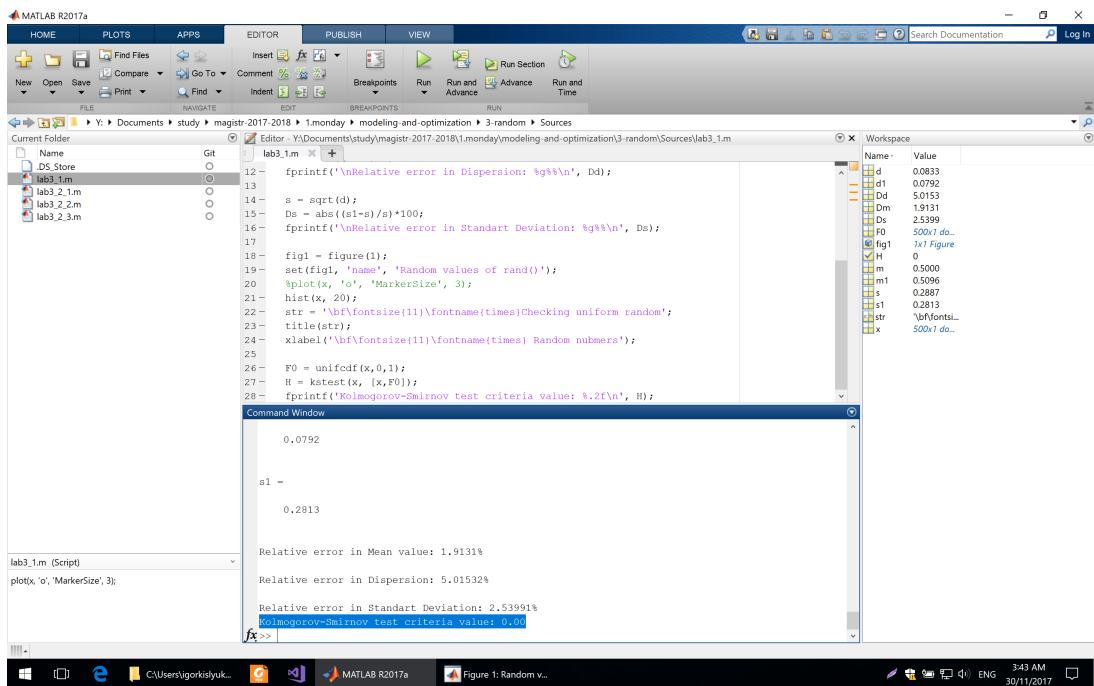 MATLAB R2017a
HOME PLOTS APPS EDITOR PUBLISH VIEW Search Documentation Log In
New Open Save Find Files Compare Print Go To Find Insert Comment Indent Breakpoints Run Run and Advance Run Section Advance Run and Time
FILE NAVIGATE EDIT BREAKPOINTS RUN
Y: Documents study magistr-2017-2018 1.monday modeling-and-optimization 3-random Sources
Current Folder
Name Git
.DS_Store
lab3_1.m
lab3_2_1.m
lab3_2_2.m
lab3_2_3.m
lab3_1.m (Script)
plot(x, 'o', 'MarkerSize', 3);
Editor - Y:\Documents\study\magistr-2017-2018\1.monday\modeling-and-optimization\3-random\Sources\lab3_1.m
lab3_1.m
12 fprintf('\nRelative error in Dispersion: %g%%\n', Dd);
13
14 s = sqrt(d);
15 Ds = abs((s1-s)/s)*100;
16 fprintf('\nRelative error in Standart Deviation: %g%%\n', Ds);
17
18 fig1 = figure(1);
19 set(fig1, 'name', 'Random values of rand()');
20 %plot(x, 'o', 'MarkerSize', 3);
21 hist(x, 20);
22 str = '\bf\fontsize{11}\fontname{times}Checking uniform random';
23 title(str);
24 xlabel('\bf\fontsize{11}\fontname{times} Random nubmers');
25
26 F0 = unifcdf(x,0,1);
27 H = kstest(x, [x,F0]);
28 fprintf('Kolmogorov-Smirnov test criteria value: %.2f\n', H);
Command Window
0.0792
s1 =
0.2813
Relative error in Mean value: 1.9131%
Relative error in Dispersion: 5.01532%
Relative error in Standart Deviation: 2.53991%
Kolmogorov-Smirnov test criteria value: 0.00
fx >>
Workspace
Name Value
d 0.0833
d1 0.0792
Dd 5.0153
Dm 1.9131
Ds 2.5399
F0 500x1 do...
fig1 1x1 Figure
H 0
m 0.5000
m1 0.5096
s 0.2887
s1 0.2813
str '\bf\fontsi...
x 500x1 do...
C:\Users\igorkislyuk... MATLAB R2017a Figure 1: Random v... ENG 3:43 AM
30/11/2017